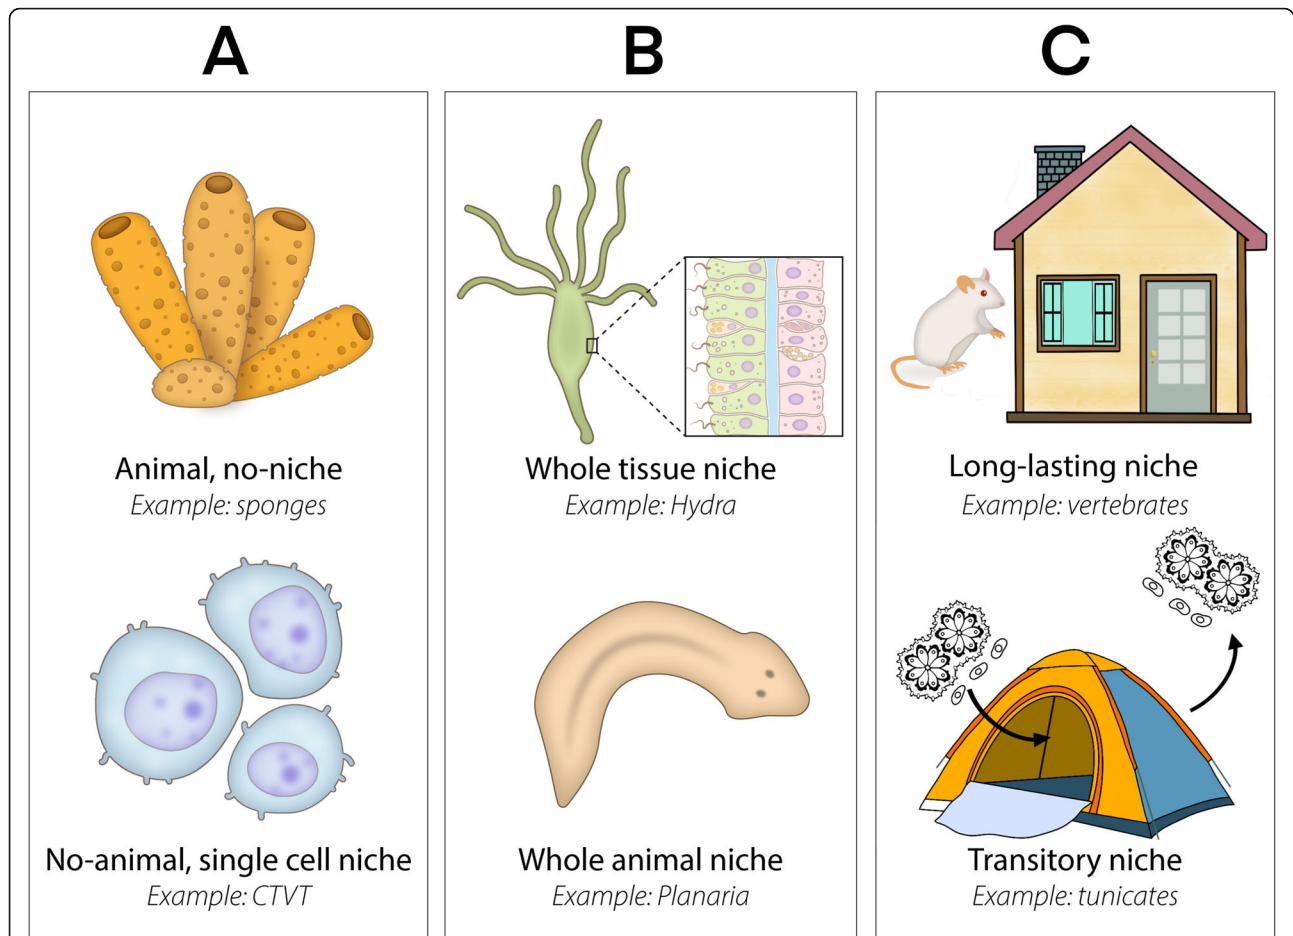 A
B
C
Animal, no-niche
Example: sponges
Whole tissue niche
Example: Hydra
Long-lasting niche
Example: vertebrates
No-animal, single cell niche
Example: CTVT
Whole animal niche
Example: Planaria
Transitory niche
Example: tunicates